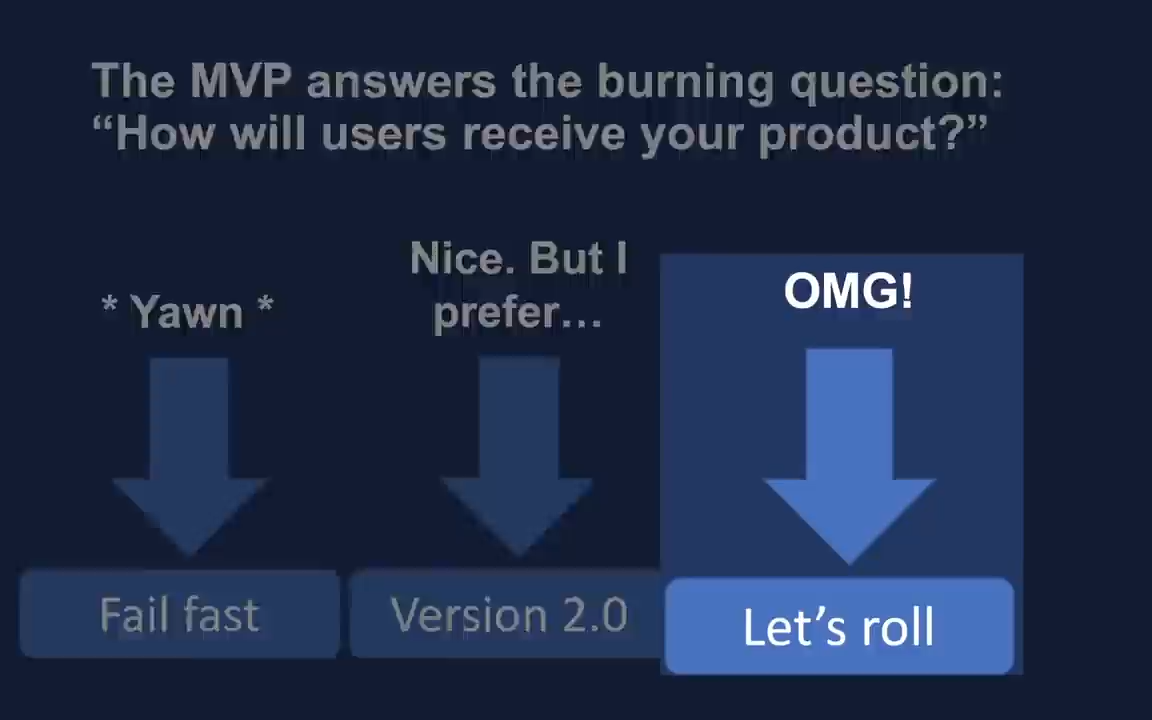 The MVP answers the burning question:
“How will users receive your product?”
* Yawn *
Nice. But I
prefer…
OMG!
Fail fast
Version 2.0
Let’s roll